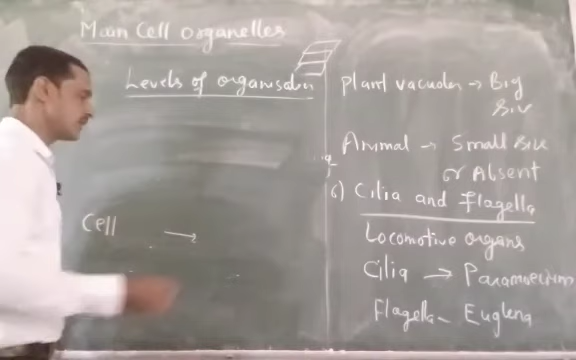 Main Cell organelles
Levels of organisation
Cell →
Plant vacuoles → Big
Size
Animal → Small size
or Absent
6) Cilia and Flagella
Locomotive organs
Cilia → Paramoecium
Flagella - Euglena